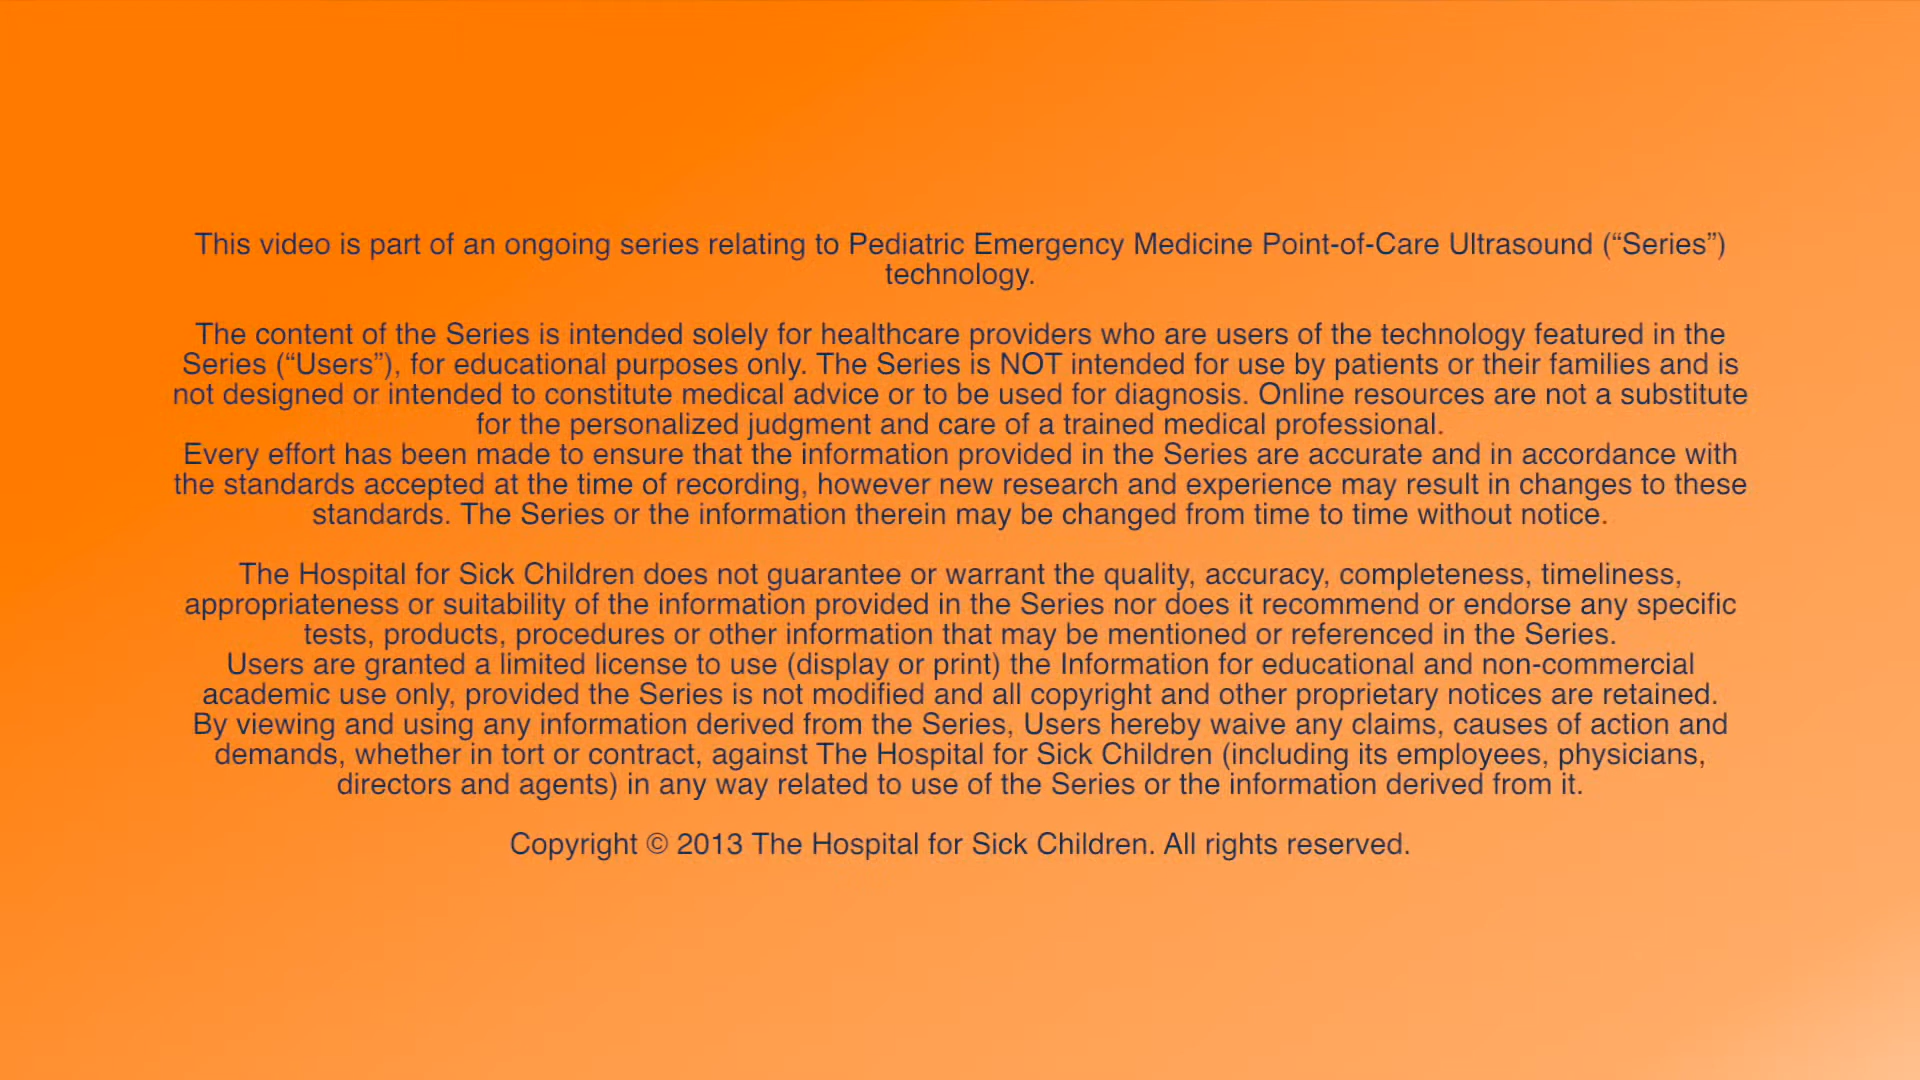 This video is part of an ongoing series relating to Pediatric Emergency Medicine Point-of-Care Ultrasound (“Series”)
technology.
The content of the Series is intended solely for healthcare providers who are users of the technology featured in the
Series (“Users”), for educational purposes only. The Series is NOT intended for use by patients or their families and is
not designed or intended to constitute medical advice or to be used for diagnosis. Online resources are not a substitute
for the personalized judgment and care of a trained medical professional.
Every effort has been made to ensure that the information provided in the Series are accurate and in accordance with
the standards accepted at the time of recording, however new research and experience may result in changes to these
standards. The Series or the information therein may be changed from time to time without notice.
The Hospital for Sick Children does not guarantee or warrant the quality, accuracy, completeness, timeliness,
appropriateness or suitability of the information provided in the Series nor does it recommend or endorse any specific
tests, products, procedures or other information that may be mentioned or referenced in the Series.
Users are granted a limited license to use (display or print) the Information for educational and non-commercial
academic use only, provided the Series is not modified and all copyright and other proprietary notices are retained.
By viewing and using any information derived from the Series, Users hereby waive any claims, causes of action and
demands, whether in tort or contract, against The Hospital for Sick Children (including its employees, physicians,
directors and agents) in any way related to use of the Series or the information derived from it.
Copyright © 2013 The Hospital for Sick Children. All rights reserved.